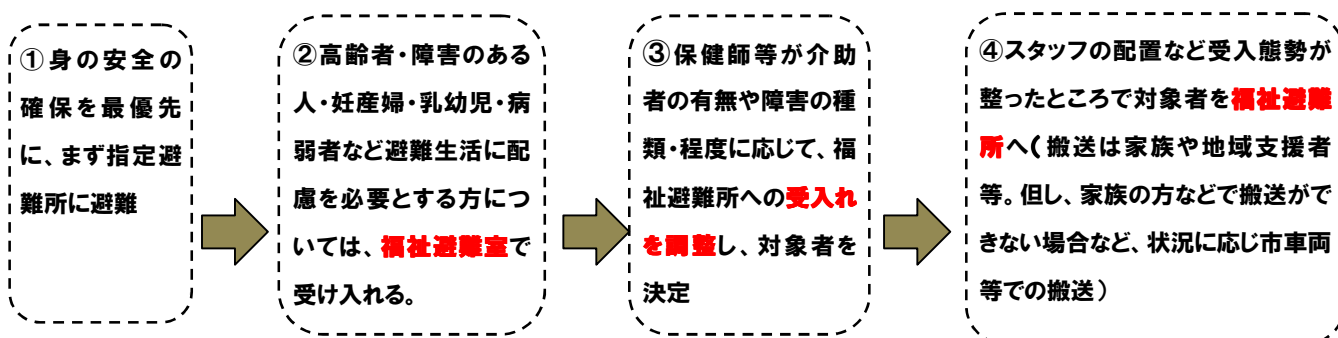 ①身の安全の
確保を最優先
に、まず指定避
難所に避難
②高齢者・障害のある
人・妊産婦・乳幼児・病
弱者など避難生活に配
慮を必要とする方につ
いては、福祉避難室で
受け入れる。
③保健師等が介助
者の有無や障害の種
類・程度に応じて、福
祉避難所への受入れ
を調整し、対象者を
決定
④スタッフの配置など受入態勢が
整ったところで対象者を福祉避難
所へ(搬送は家族や地域支援者
等。但し、家族の方などで搬送がで
きない場合など、状況に応じ市車両
等での搬送)